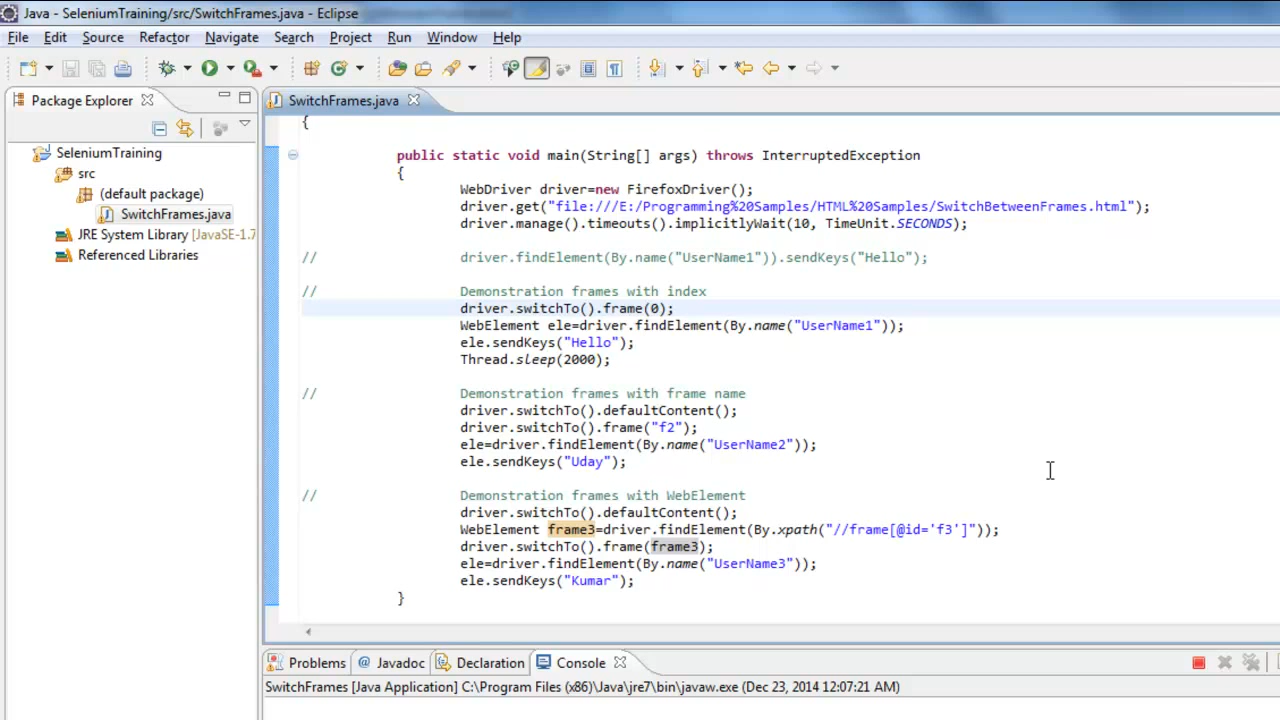 Java - SeleniumTraining/src/SwitchFrames.java - Eclipse
File Edit Source Refactor Navigate Search Project Run Window Help
Package Explorer
SwitchFrames.java
SeleniumTraining
src
(default package)
SwitchFrames.java
JRE System Library [JavaSE-1.7
Referenced Libraries
{
public static void main(String[] args) throws InterruptedException
{
WebDriver driver=new FirefoxDriver();
driver.get("file:///E:/Programming%20Samples/HTML%20Samples/SwitchBetweenFrames.html");
driver.manage().timeouts().implicitlyWait(10, TimeUnit.SECONDS);
// driver.findElement(By.name("UserName1")).sendKeys("Hello");
// Demonstration frames with index
driver.switchTo().frame(0);
WebElement ele=driver.findElement(By.name("UserName1"));
ele.sendKeys("Hello");
Thread.sleep(2000);
// Demonstration frames with frame name
driver.switchTo().defaultContent();
driver.switchTo().frame("f2");
ele=driver.findElement(By.name("UserName2"));
ele.sendKeys("Uday");
// Demonstration frames with WebElement
driver.switchTo().defaultContent();
WebElement frame3=driver.findElement(By.xpath("//frame[@id='f3']"));
driver.switchTo().frame(frame3);
ele=driver.findElement(By.name("UserName3"));
ele.sendKeys("Kumar");
}
Problems @ Javadoc Declaration Console
SwitchFrames [Java Application] C:\Program Files (x86)\Java\jre7\bin\javaw.exe (Dec 23, 2014 12:07:21 AM)